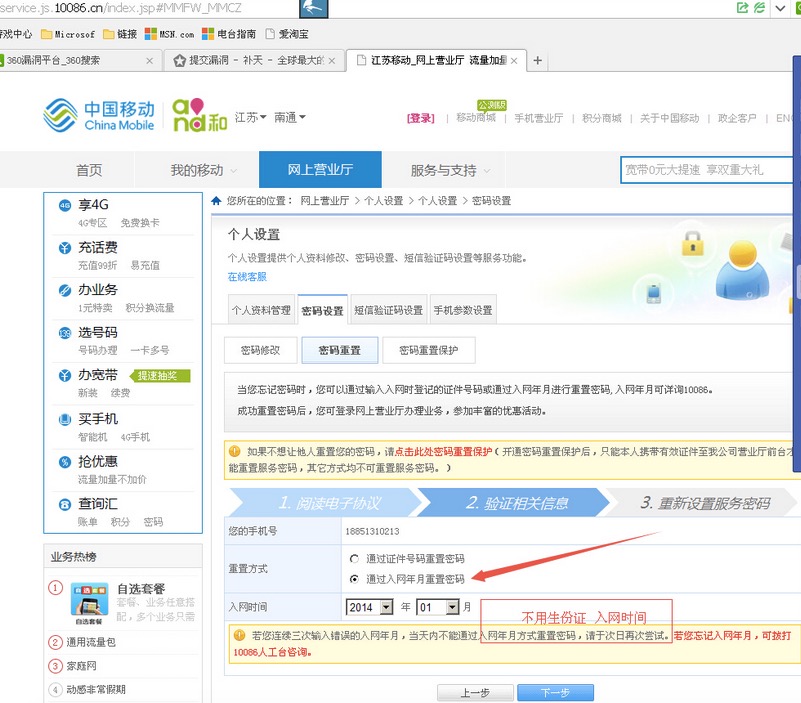 service.js.10086.cn/index.jsp#MMFW_MMCZ
游戏中心 Microsof 链接 MSN.com 电台指南 爱淘宝
360漏洞平台_360搜索 提交漏洞 - 补天 - 全球最大的 江苏移动_网上营业厅 流量加量
中国移动 China Mobile and和 江苏 南通
公测版
[登录] | 移动商城 | 手机营业厅 | 积分商城 | 关于中国移动 | 政企客户 | ENG
首页 我的移动 网上营业厅 服务与支持 宽带0元大提速 享双重大礼
享4G
4G专区 免费换卡
充话费
充值99折 易充值
办业务
1元特卖 积分换流量
选号码
号码办理 一卡多号
办宽带 提速抽奖
新装 续费
买手机
智能机 4G手机
抢优惠
流量加量不加价
查询汇
账单 积分 密码
业务热榜
1 自选套餐
套餐、业务任意搭
配，多个业务只需
自选套餐
2 通用流量包
3 家庭网
4 动感非常假期
您所在的位置： 网上营业厅 > 个人设置 > 个人设置 > 密码设置
个人设置
个人设置提供个人资料修改、密码设置、短信验证码设置等服务功能。
在线客服
个人资料管理 密码设置 短信验证码设置 手机参数设置
密码修改 密码重置 密码重置保护
当您忘记密码时，您可以通过输入入网时登记的证件号码或通过入网年月进行重置密码,入网年月可详询10086。
成功重置密码后，您可登录网上营业厅办理业务，参加丰富的优惠活动。
如果不想让他人重置您的密码，请点击此处密码重置保护（开通密码重置保护后，只能本人携带有效证件至我公司营业厅前台才
能重置服务密码，其它方式均不可重置服务密码。）
1. 阅读电子协议 2. 验证相关信息 3. 重新设置服务密码
您的手机号 18851310213
重置方式 通过证件号码重置密码
通过入网年月重置密码
入网时间 2014 年 01 月
不用生份证 入网时间
若您连续三次输入错误的入网年月，当天内不能通过入网年月方式重置密码，请于次日再次尝试。若您忘记入网年月，可拨打
10086人工台咨询。
上一步 下一步